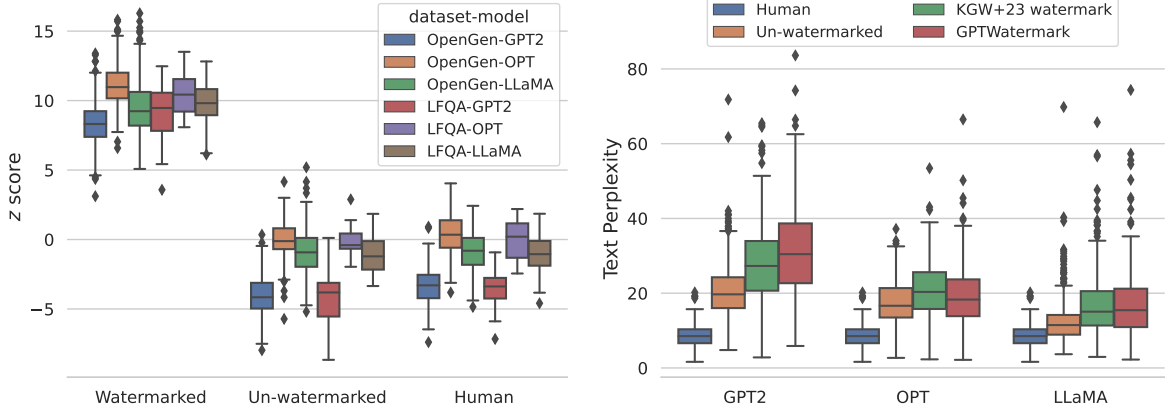 dataset-model
OpenGen-GPT2
OpenGen-OPT
OpenGen-LLaMA
LFQA-GPT2
LFQA-OPT
LFQA-LLaMA
z score
15
10
5
0
−5
Watermarked
Un-watermarked
Human
Human
Un-watermarked
KGW+23 watermark
GPTWatermark
Text Perplexity
80
60
40
20
0
GPT2
OPT
LLaMA